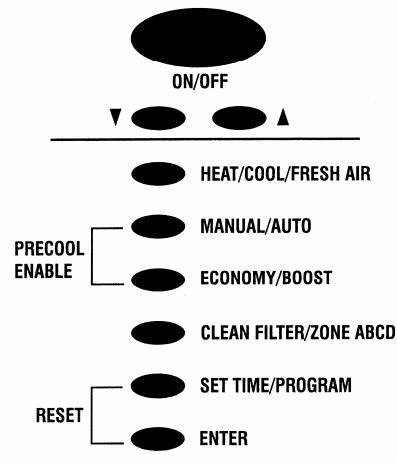 ON/OFF
▼ ▲
HEAT/COOL/FRESH AIR
MANUAL/AUTO
PRECOOL
ENABLE
ECONOMY/BOOST
CLEAN FILTER/ZONE ABCD
SET TIME/PROGRAM
RESET
ENTER